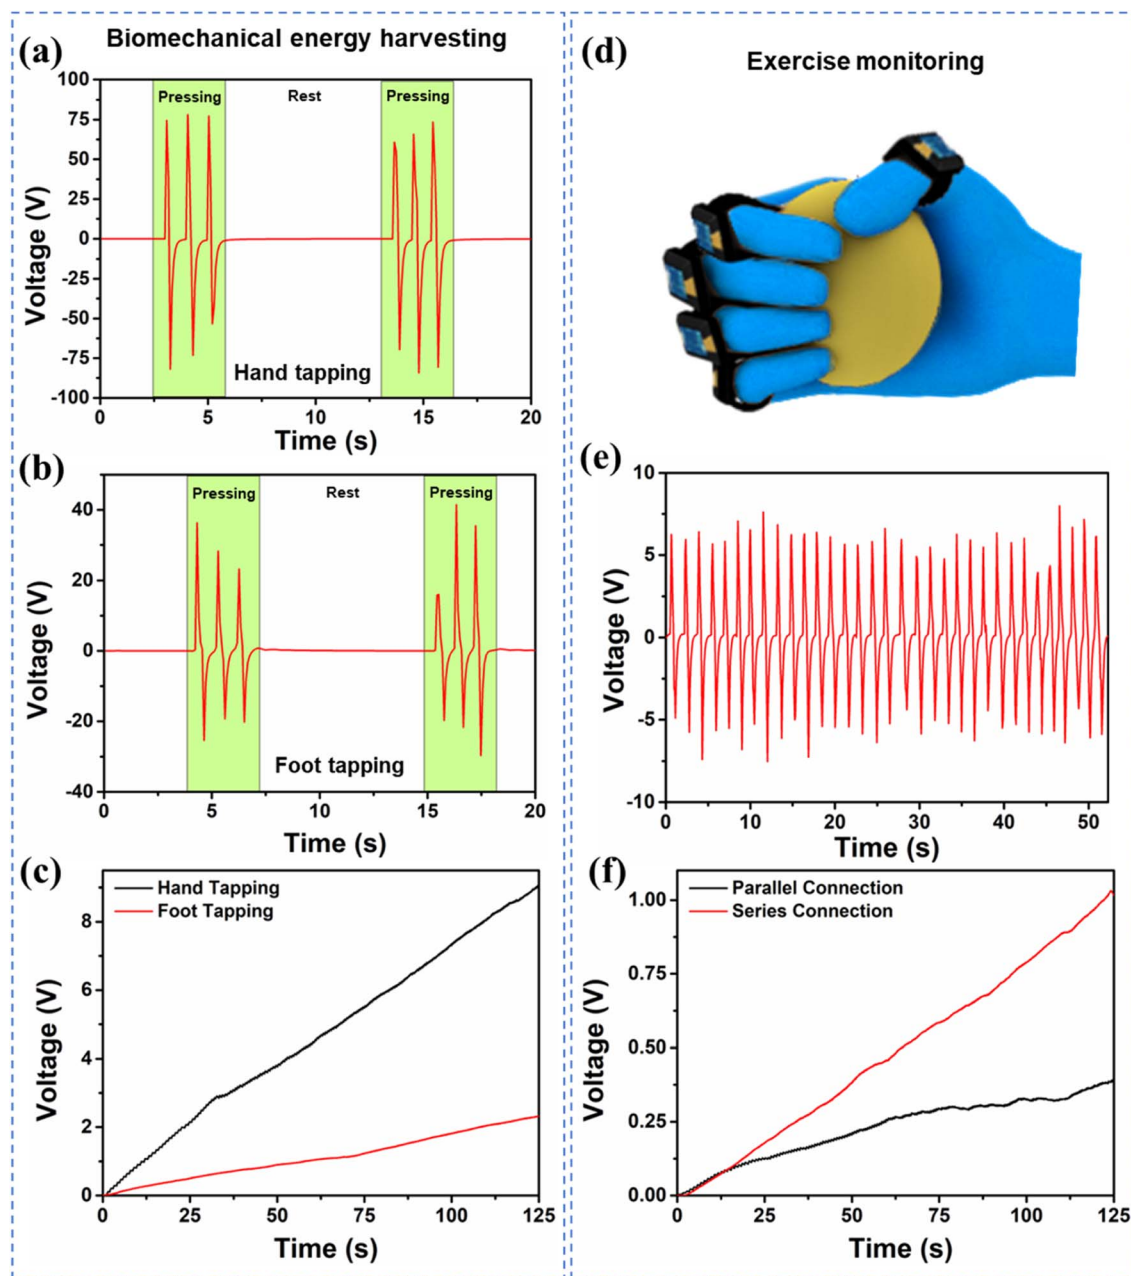 (a)
Biomechanical energy harvesting
100
75
50
25
0
-25
-50
-75
-100
Voltage (V)
Pressing
Rest
Pressing
Hand tapping
0
5
10
15
20
Time (s)
(b)
40
20
0
-20
-40
Voltage (V)
Pressing
Rest
Pressing
Foot tapping
0
5
10
15
20
Time (s)
(c)
8
6
4
2
0
Voltage (V)
Hand Tapping
Foot Tapping
0
25
50
75
100
125
Time (s)
(d)
Exercise monitoring
(e)
10
5
0
-5
-10
Voltage (V)
0
10
20
30
40
50
Time (s)
(f)
1.00
0.75
0.50
0.25
0.00
Voltage (V)
Parallel Connection
Series Connection
0
25
50
75
100
125
Time (s)